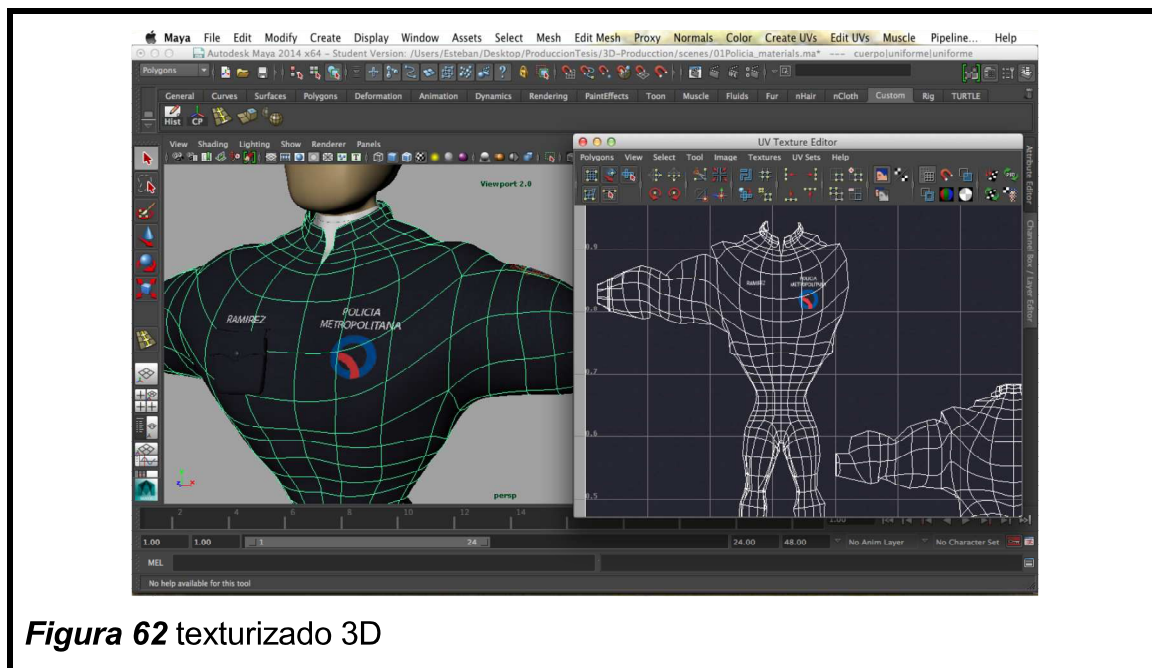 Maya File Edit Modify Create Display Window Assets Select Mesh Edit Mesh Proxy Normals Color Create UVs Edit UVs Muscle Pipeline... Help
Autodesk Maya 2014 x64 - Student Version: /Users/Esteban/Desktop/ProduccionTesis/3D-Producction/scenes/01Policia_materials.ma* --- cuerpo|uniforme|uniforme
Polygons
General Curves Surfaces Polygons Deformation Animation Dynamics Rendering PaintEffects Toon Muscle Fluids Fur nHair nCloth Custom Rig TURTLE
Hist CP
View Shading Lighting Show Renderer Panels
Viewport 2.0
RAMIREZ
POLICIA
METROPOLITANA
persp
UV Texture Editor
Polygons View Select Tool Image Textures UV Sets Help
0.9
0.8
0.7
0.6
0.5
RAMIREZ
POLICIA
METROPOLITANA
Attribute Editor
Channel Box / Layer Editor
2 4 6 8 10 12 14
1.00
1.00 1.00 1 24 24.00 48.00 No Anim Layer No Character Set
MEL
No help available for this tool
Figura 62 texturizado 3D